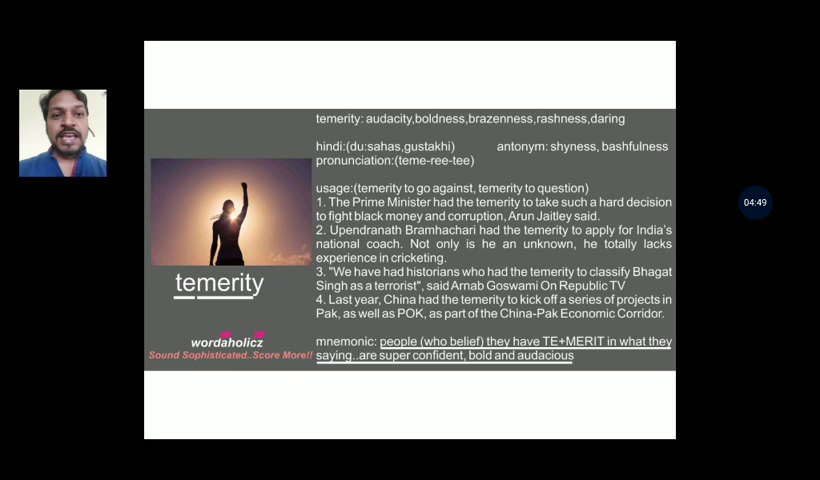 temerity: audacity,boldness,brazenness,rashness,daring
hindi:(du:sahas,gustakhi) antonym: shyness, bashfulness
pronunciation:(teme-ree-tee)
usage:(temerity to go against, temerity to question)
1. The Prime Minister had the temerity to take such a hard decision
to fight black money and corruption, Arun Jaitley said.
2. Upendranath Bramhachari had the temerity to apply for India's
national coach. Not only is he an unknown, he totally lacks
experience in cricketing.
3. "We have had historians who had the temerity to classify Bhagat
Singh as a terrorist", said Arnab Goswami On Republic TV
4. Last year, China had the temerity to kick off a series of projects in
Pak, as well as POK, as part of the China-Pak Economic Corridor.
mnemonic: people (who belief) they have TE+MERIT in what they
saying..are super confident, bold and audacious
temerity
wordaholicz
Sound Sophisticated..Score More!!
04:49